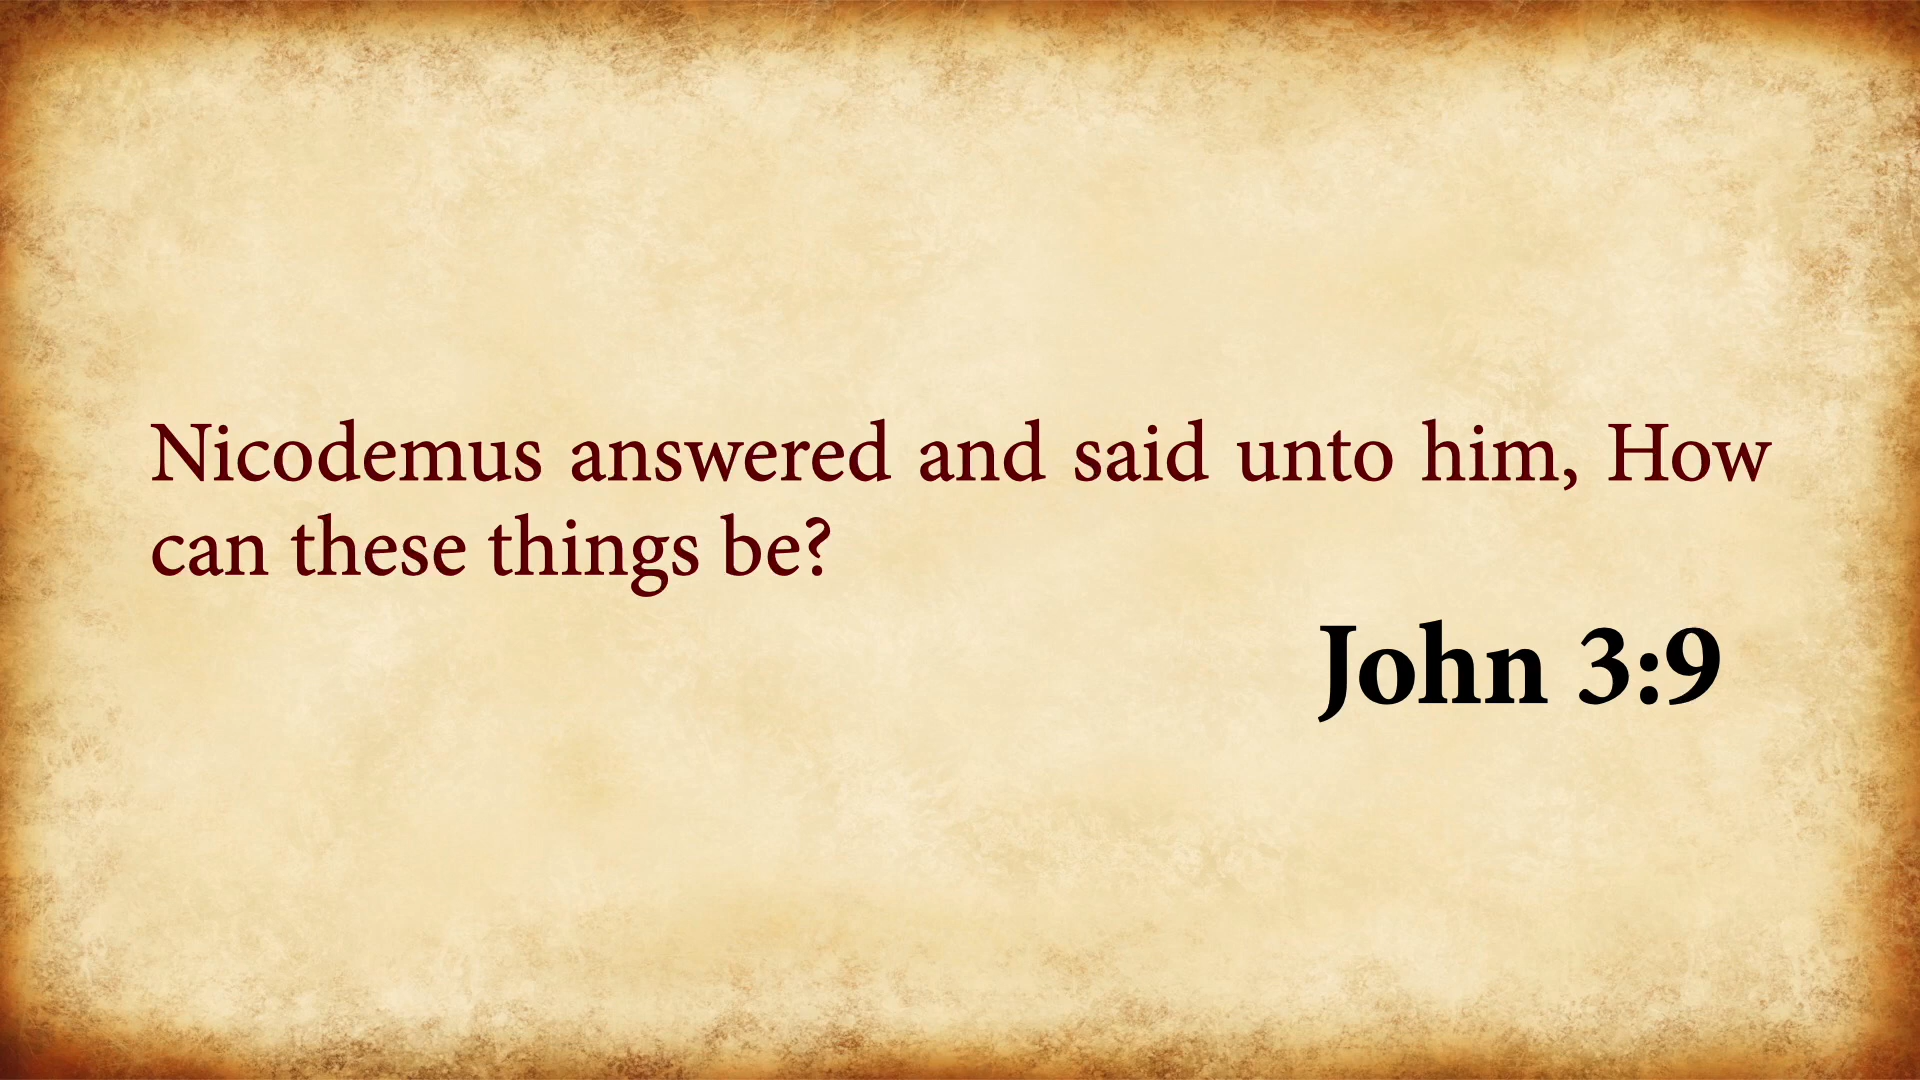 Nicodemus answered and said unto him, How
can these things be?
John 3:9